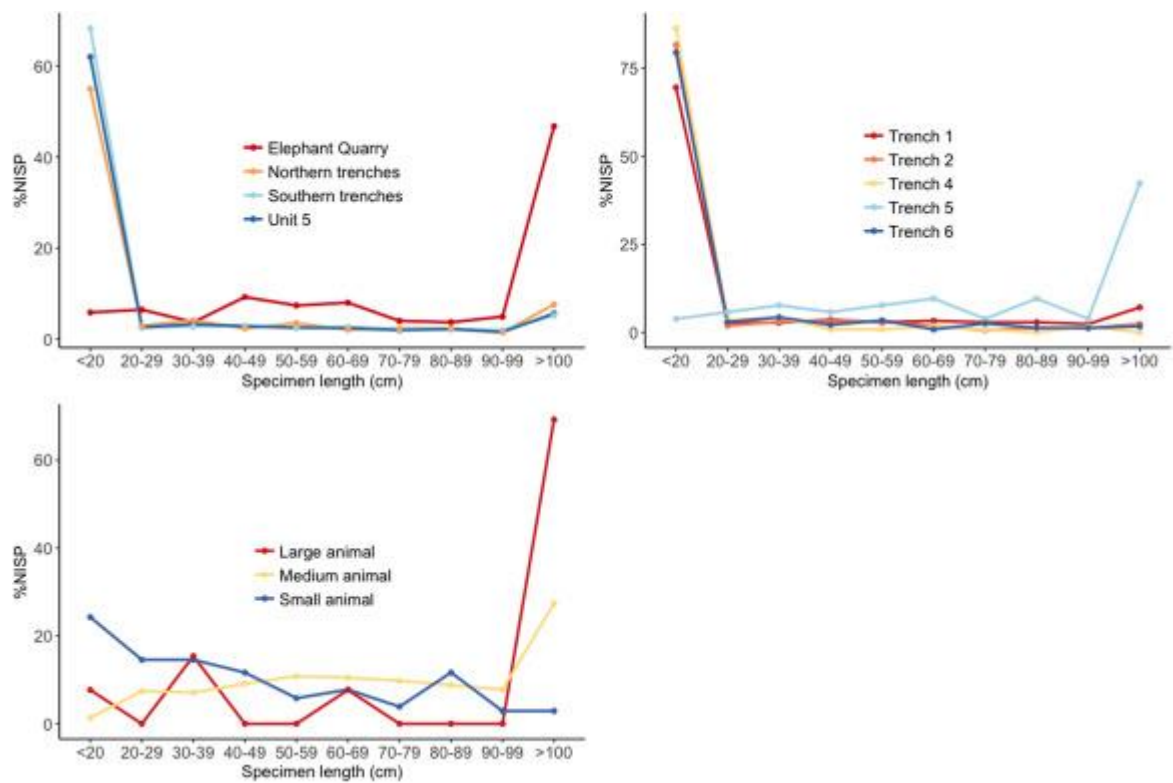 60
40
20
0
%NISP
Elephant Quarry
Northern trenches
Southern trenches
Unit 5
<20 20-29 30-39 40-49 50-59 60-69 70-79 80-89 90-99 >100
Specimen length (cm)
75
50
25
0
%NISP
Trench 1
Trench 2
Trench 4
Trench 5
Trench 6
<20 20-29 30-39 40-49 50-59 60-69 70-79 80-89 90-99 >100
Specimen length (cm)
60
40
20
0
%NISP
Large animal
Medium animal
Small animal
<20 20-29 30-39 40-49 50-59 60-69 70-79 80-89 90-99 >100
Specimen length (cm)